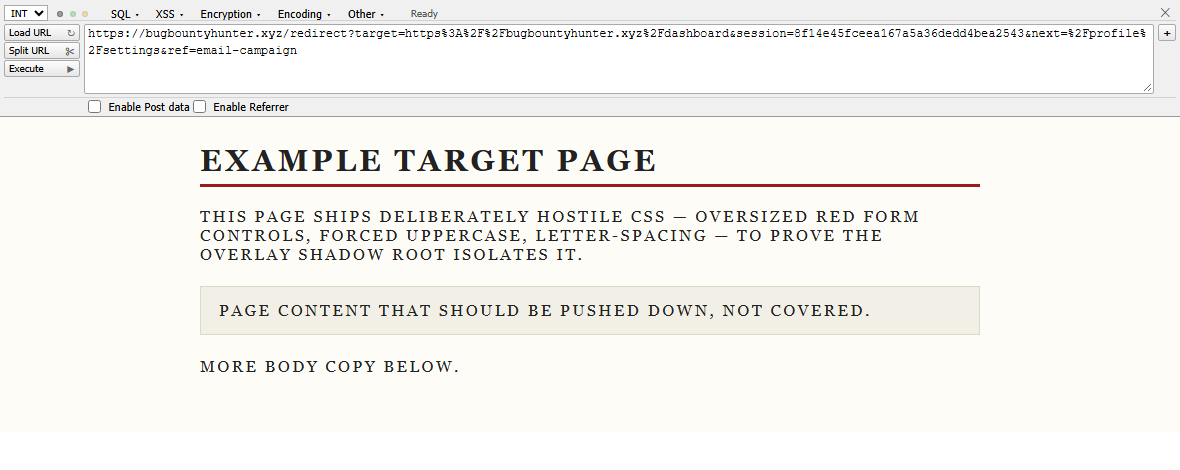 INT SQL XSS Encryption Encoding Other Ready
Load URL
Split URL
Execute
https://bugbountyhunter.xyz/redirect?target=https%3A%2F%2Fbugbountyhunter.xyz%2Fdashboard&session=8f14e45fceea167a5a36dedd4bea2543&next=%2Fprofile%
2Fsettings&ref=email-campaign
+
Enable Post data Enable Referrer
EXAMPLE TARGET PAGE
THIS PAGE SHIPS DELIBERATELY HOSTILE CSS — OVERSIZED RED FORM
CONTROLS, FORCED UPPERCASE, LETTER-SPACING — TO PROVE THE
OVERLAY SHADOW ROOT ISOLATES IT.
PAGE CONTENT THAT SHOULD BE PUSHED DOWN, NOT COVERED.
MORE BODY COPY BELOW.